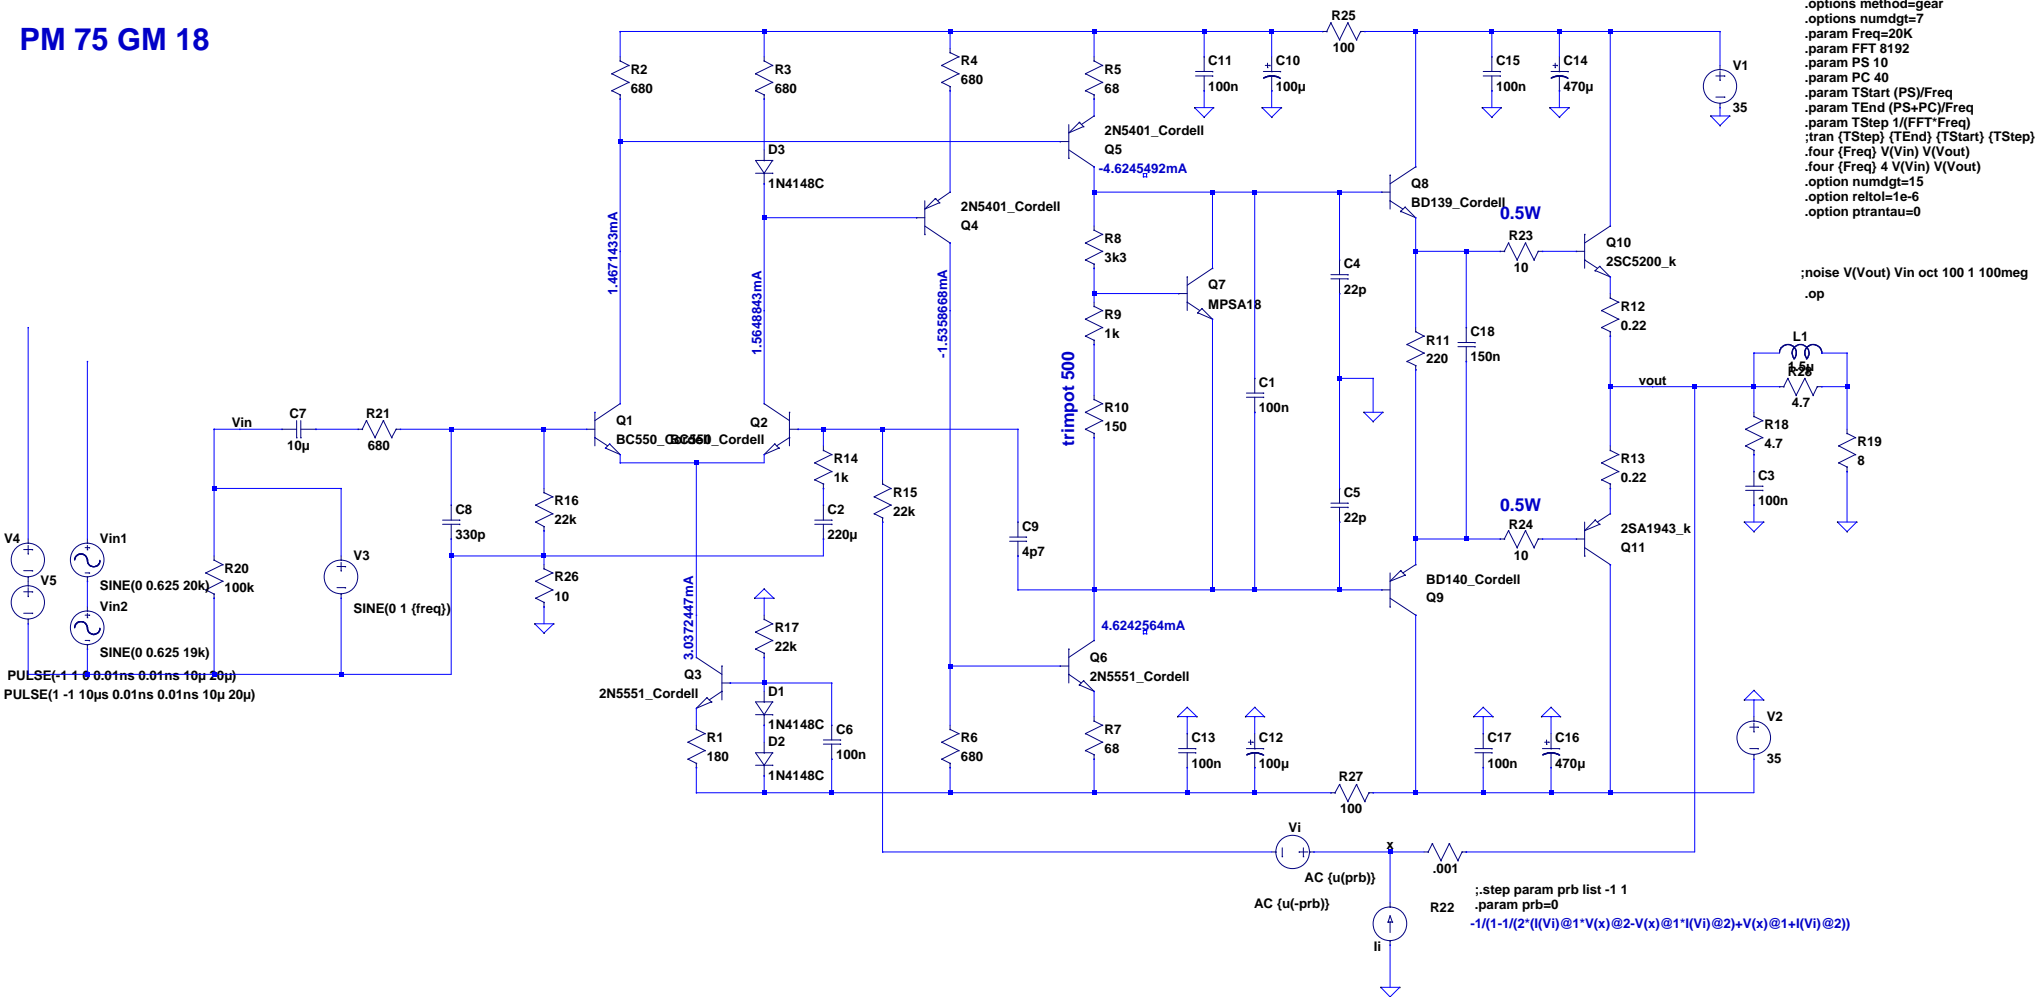 PM 75 GM 18
.options method=gear
.options numdgt=7
.param Freq=20K
.param FFT 8192
.param PS 10
.param PC 40
.param TStart (PS)/Freq
.param TEnd (PS+PC)/Freq
.param TStep 1/(FFT*Freq)
;tran {TStep} {TEnd} {TStart} {TStep}
.four {Freq} V(Vin) V(Vout)
.four {Freq} 4 V(Vin) V(Vout)
.option numdgt=15
.option reltol=1e-6
.option ptrantau=0
;noise V(Vout) Vin oct 100 1 100meg
.op
R2
680
R3
680
R4
680
R5
68
C11
100n
C10
100µ
R25
100
C15
100n
C14
470µ
V1
35
D3
1N4148C
2N5401_Cordell
Q5
-4.6245492mA
2N5401_Cordell
Q4
Q8
BD139_Cordell
0.5W
R23
10
Q10
2SC5200_k
R8
3k3
Q7
MPSA18
C4
22p
R9
1k
R12
0.22
1.4671433mA
1.5648843mA
-1.5358668mA
trimpot 500
R10
150
C1
100n
R11
220
C18
150n
vout
L1
1.5µ
R28
4.7
R18
4.7
C3
100n
R19
8
Vin
C7
10µ
R21
680
Q1
BC550_Cordell
Q2
BC550_Cordell
R14
1k
C2
220µ
R15
22k
C9
4p7
C5
22p
R13
0.22
0.5W
R24
10
2SA1943_k
Q11
C8
330p
R16
22k
R26
10
V4
V5
Vin1
SINE(0 0.625 20k)
Vin2
SINE(0 0.625 19k)
R20
100k
V3
SINE(0 1 {freq})
PULSE(-1 1 0 0.01ns 0.01ns 10µ 20µ)
PULSE(1 -1 10µs 0.01ns 0.01ns 10µ 20µ)
3.0372447mA
R17
22k
BD140_Cordell
Q9
4.6242564mA
Q3
2N5551_Cordell
D1
1N4148C
D2
1N4148C
C6
100n
R1
180
Q6
2N5551_Cordell
R6
680
R7
68
C13
100n
C12
100µ
R27
100
C17
100n
C16
470µ
V2
35
Vi
AC {u(prb)}
x
.001
R22
AC {u(-prb)}
Ii
;.step param prb list -1 1
.param prb=0
-1/(1-1/(2*(I(Vi)@1*V(x)@2-V(x)@1*I(Vi)@2)+V(x)@1+I(Vi)@2))